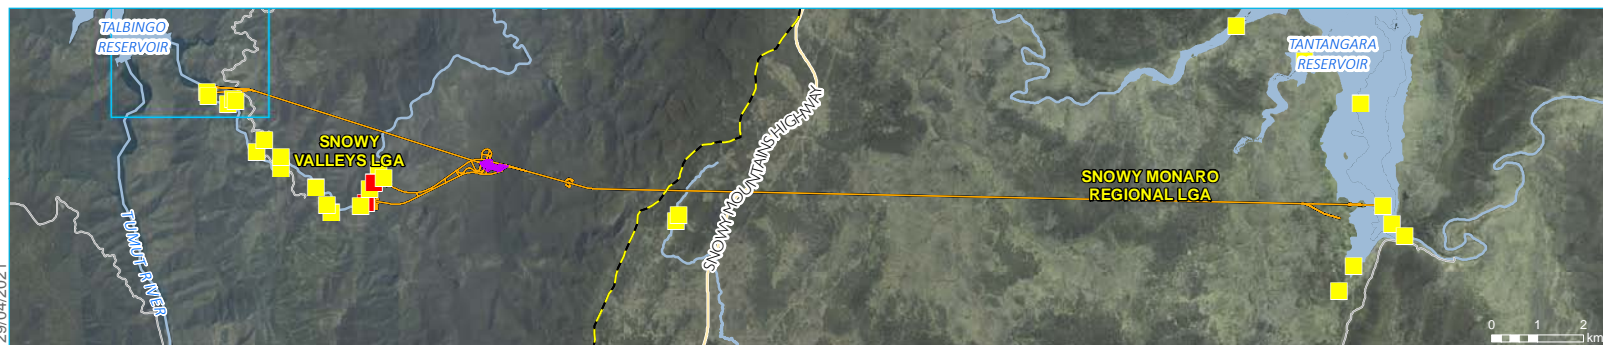 TALBINGO
RESERVOIR
TANTANGARA
RESERVOIR
SNOWY
VALLEYS LGA
SNOWY MOUNTAINS HIGHWAY
SNOWY MONARO
REGIONAL LGA
TUMUT RIVER
29/04/2021
0 1 2
km